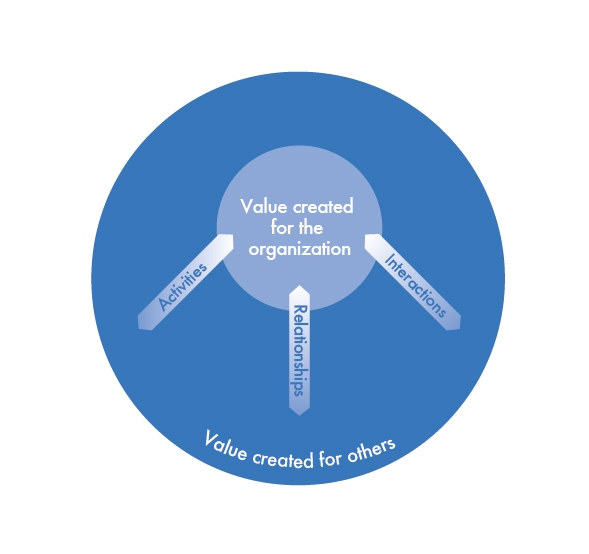 Value created
for the
organization
Activities
Interactions
Relationships
Value created for others